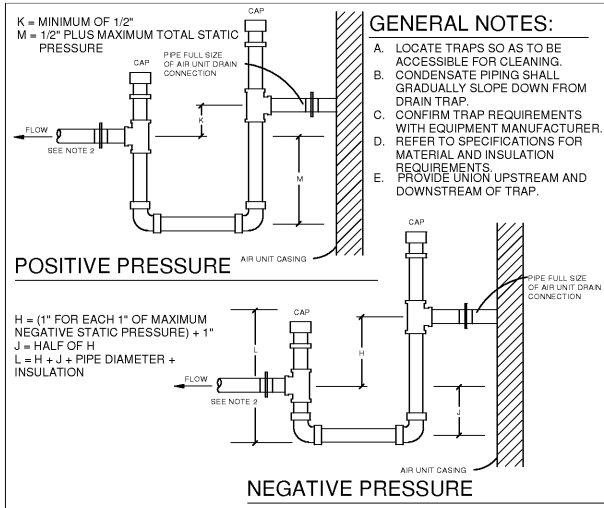 K = MINIMUM OF 1/2"
M = 1/2" PLUS MAXIMUM TOTAL STATIC
PRESSURE
CAP
PIPE FULL SIZE
OF AIR UNIT DRAIN
CONNECTION
CAP
K
FLOW
SEE NOTE 2
M
AIR UNIT CASING
POSITIVE PRESSURE
GENERAL NOTES:
A. LOCATE TRAPS SO AS TO BE
ACCESSIBLE FOR CLEANING.
B. CONDENSATE PIPING SHALL
GRADUALLY SLOPE DOWN FROM
DRAIN TRAP.
C. CONFIRM TRAP REQUIREMENTS
WITH EQUIPMENT MANUFACTURER.
D. REFER TO SPECIFICATIONS FOR
MATERIAL AND INSULATION
REQUIREMENTS.
E. PROVIDE UNION UPSTREAM AND
DOWNSTREAM OF TRAP.
CAP
PIPE FULL SIZE
OF AIR UNIT DRAIN
CONNECTION
H = (1" FOR EACH 1" OF MAXIMUM
NEGATIVE STATIC PRESSURE) + 1"
J = HALF OF H
L = H + J + PIPE DIAMETER +
INSULATION
CAP
L
H
FLOW
SEE NOTE 2
J
AIR UNIT CASING
NEGATIVE PRESSURE